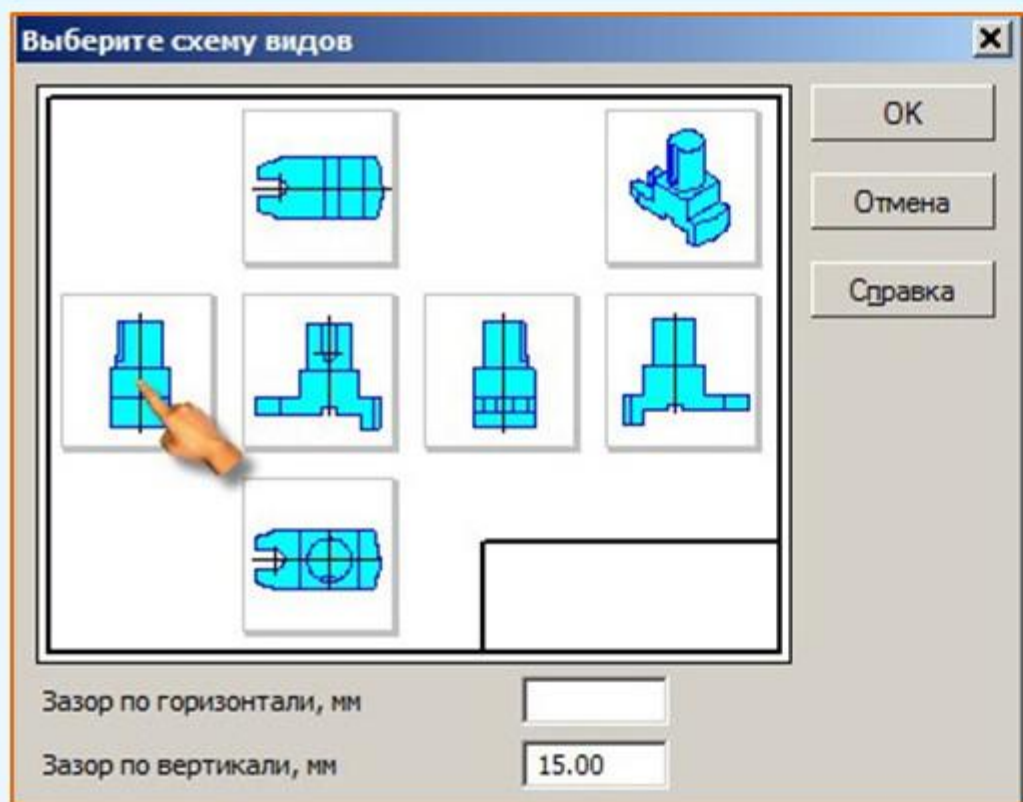 Выберите схему видов
OK
Отмена
Справка
Зазор по горизонтали, мм
Зазор по вертикали, мм
15.00